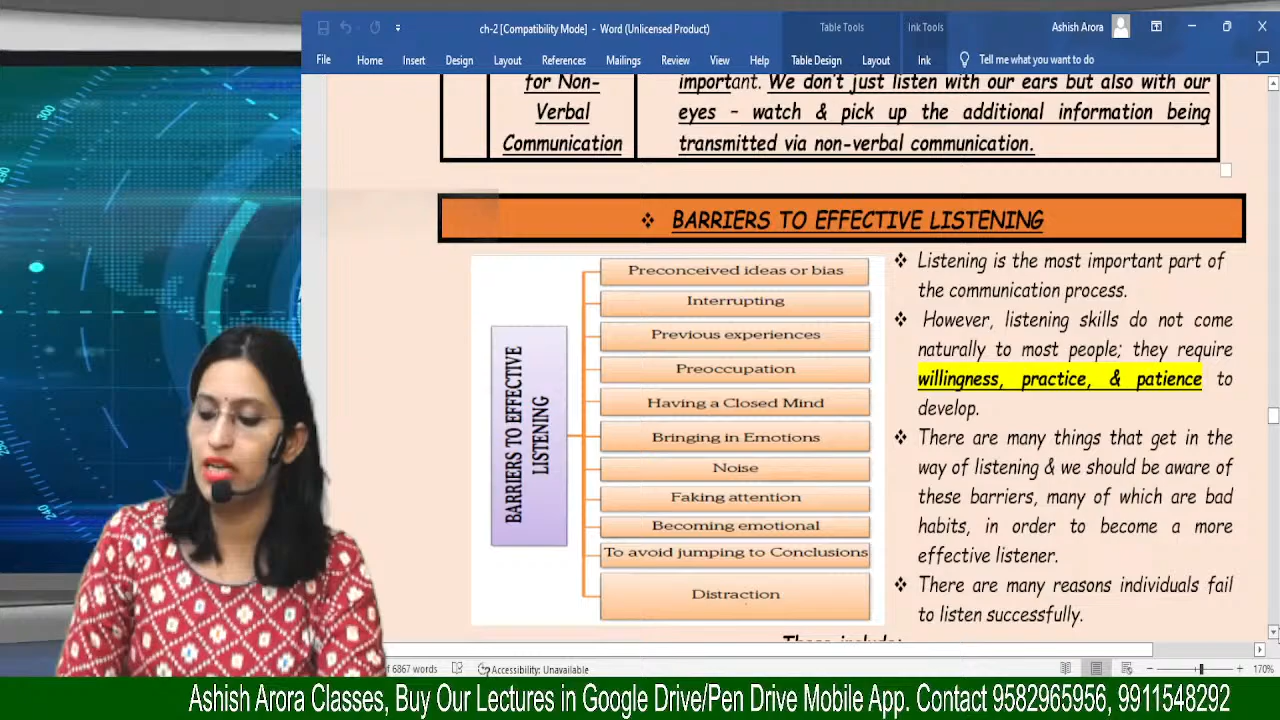 ch-2 [Compatibility Mode] - Word (Unlicensed Product)
Table Tools
Ink Tools
Ashish Arora
File Home Insert Design Layout References Mailings Review View Help Table Design Layout Ink Tell me what you want to do
for Non-
Verbal
Communication
important. We don't just listen with our ears but also with our
eyes - watch & pick up the additional information being
transmitted via non-verbal communication.
❖ BARRIERS TO EFFECTIVE LISTENING
BARRIERS TO EFFECTIVE
LISTENING
Preconceived ideas or bias
Interrupting
Previous experiences
Preoccupation
Having a Closed Mind
Bringing in Emotions
Noise
Faking attention
Becoming emotional
To avoid jumping to Conclusions
Distraction
❖ Listening is the most important part of
the communication process.
❖ However, listening skills do not come
naturally to most people; they require
willingness, practice, & patience to
develop.
❖ There are many things that get in the
way of listening & we should be aware of
these barriers, many of which are bad
habits, in order to become a more
effective listener.
❖ There are many reasons individuals fail
to listen successfully.
These include:
of 6867 words
Accessibility: Unavailable
170%
Ashish Arora Classes, Buy Our Lectures in Google Drive/Pen Drive Mobile App. Contact 9582965956, 9911548292
300
290
250
240